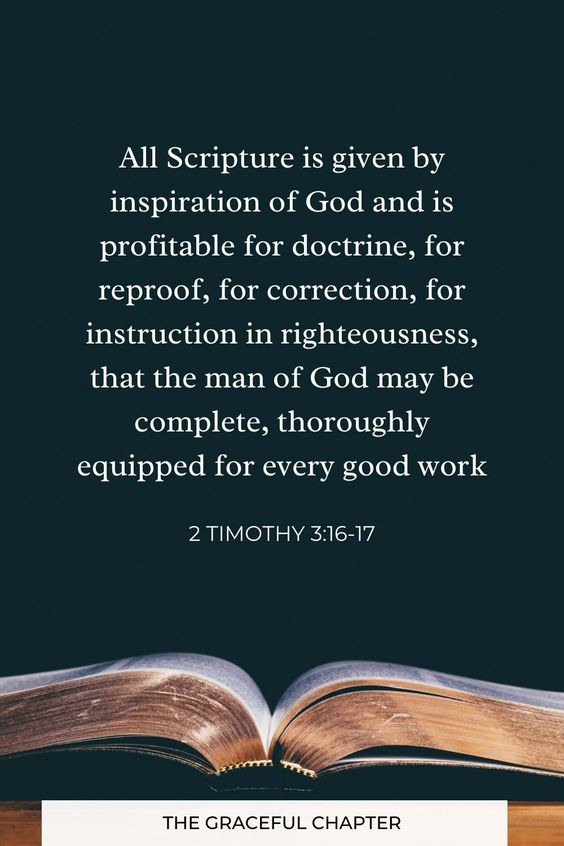 All Scripture is given by
inspiration of God and is
profitable for doctrine, for
reproof, for correction, for
instruction in righteousness,
that the man of God may be
complete, thoroughly
equipped for every good work
2 TIMOTHY 3:16-17
THE GRACEFUL CHAPTER